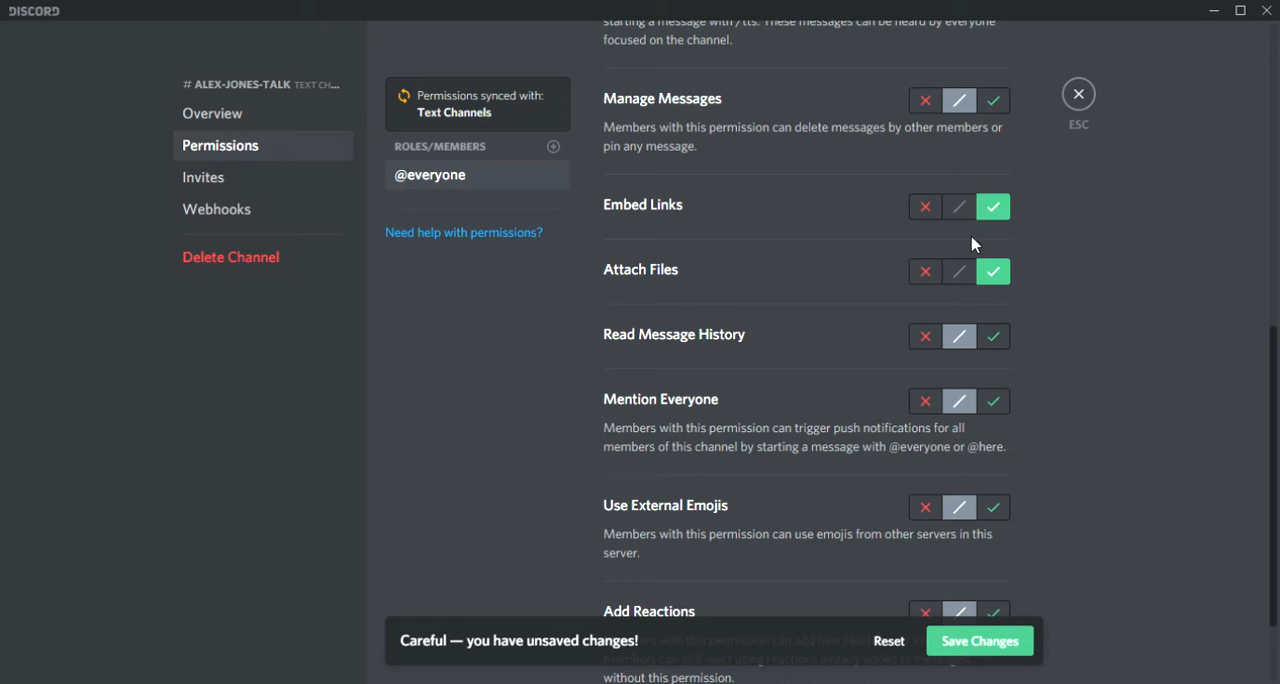 DISCORD
# ALEX-JONES-TALK TEXT CH...
Overview
Permissions
Invites
Webhooks
Delete Channel
Permissions synced with:
Text Channels
ROLES/MEMBERS
@everyone
Need help with permissions?
starting a message with /tts. These messages can be heard by everyone
focused on the channel.
Manage Messages
Members with this permission can delete messages by other members or
pin any message.
Embed Links
Attach Files
Read Message History
Mention Everyone
Members with this permission can trigger push notifications for all
members of this channel by starting a message with @everyone or @here.
Use External Emojis
Members with this permission can use emojis from other servers in this
server.
Add Reactions
without this permission.
ESC
Careful — you have unsaved changes!
Reset
Save Changes